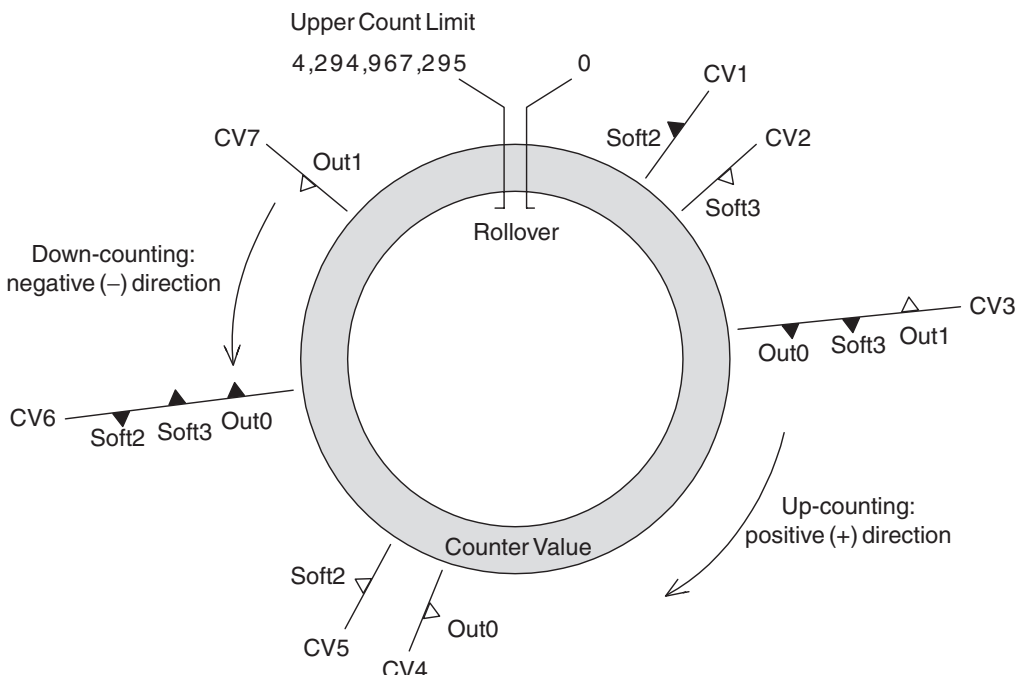 Upper Count Limit
4,294,967,295
0
CV1
Soft2
CV2
CV7
Out1
Soft3
Rollover
Down-counting:
negative (–) direction
CV3
Out0
Soft3
Out1
CV6
Soft2
Soft3
Out0
Up-counting:
positive (+) direction
Counter Value
Soft2
Out0
CV5
CV4